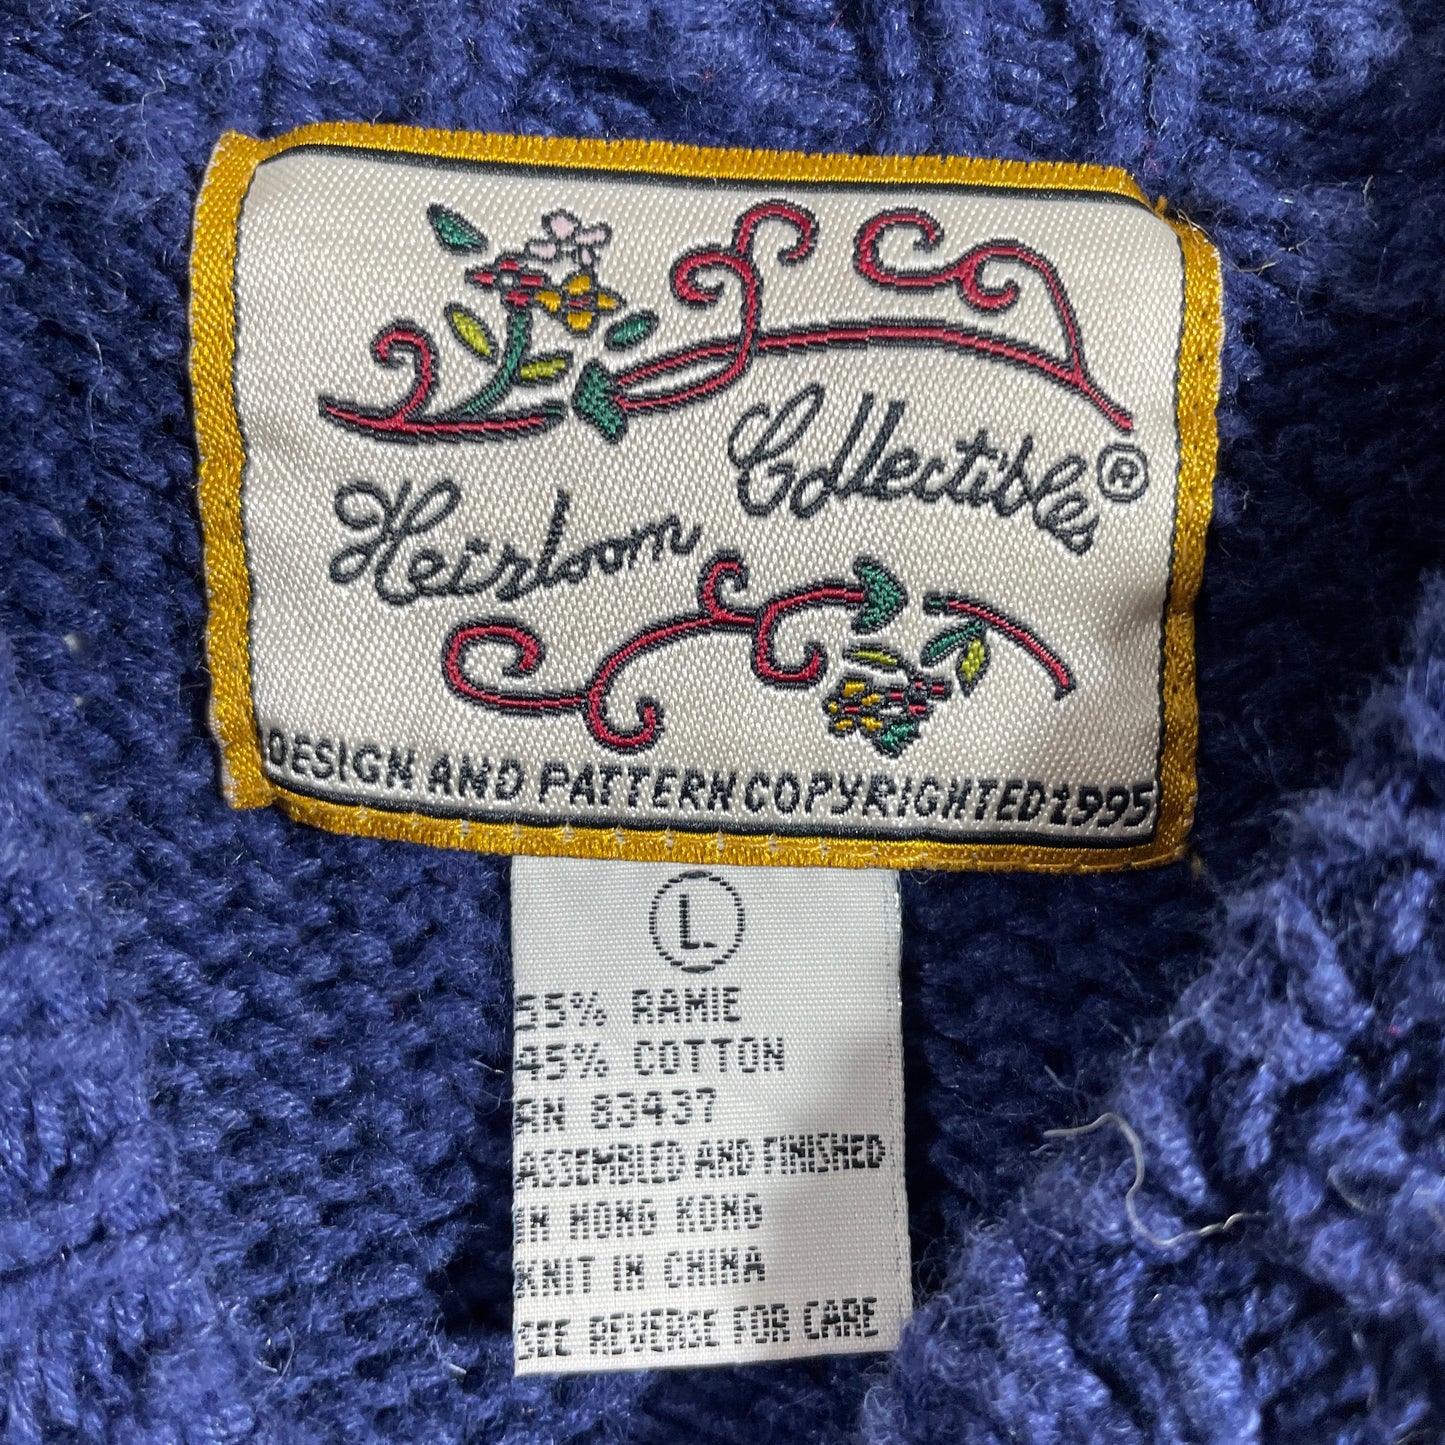 Heirloom Collectibles®
DESIGN AND PATTERN COPYRIGHTED 1995
L.
55% RAMIE
45% COTTON
RN 83437
ASSEMBLED AND FINISHED
IN HONG KONG
KNIT IN CHINA
SEE REVERSE FOR CARE